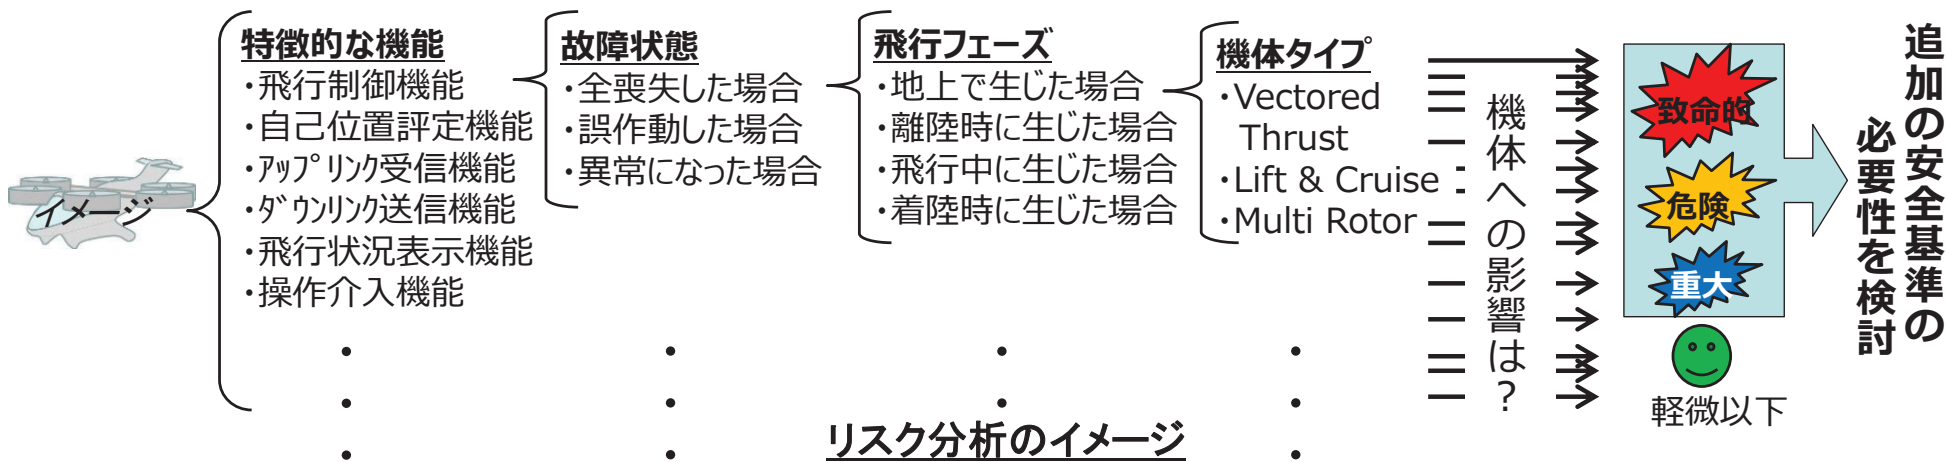 イメージ
特徴的な機能
・飛行制御機能
・自己位置評定機能
・アップリンク受信機能
・ダウンリンク送信機能
・飛行状況表示機能
・操作介入機能
故障状態
・全喪失した場合
・誤作動した場合
・異常になった場合
飛行フェーズ
・地上で生じた場合
・離陸時に生じた場合
・飛行中に生じた場合
・着陸時に生じた場合
機体タイプ
・Vectored
Thrust
・Lift & Cruise
・Multi Rotor
機体への影響は？
致命的
危険
重大
軽微以下
追加の安全基準の
必要性を検討
リスク分析のイメージ